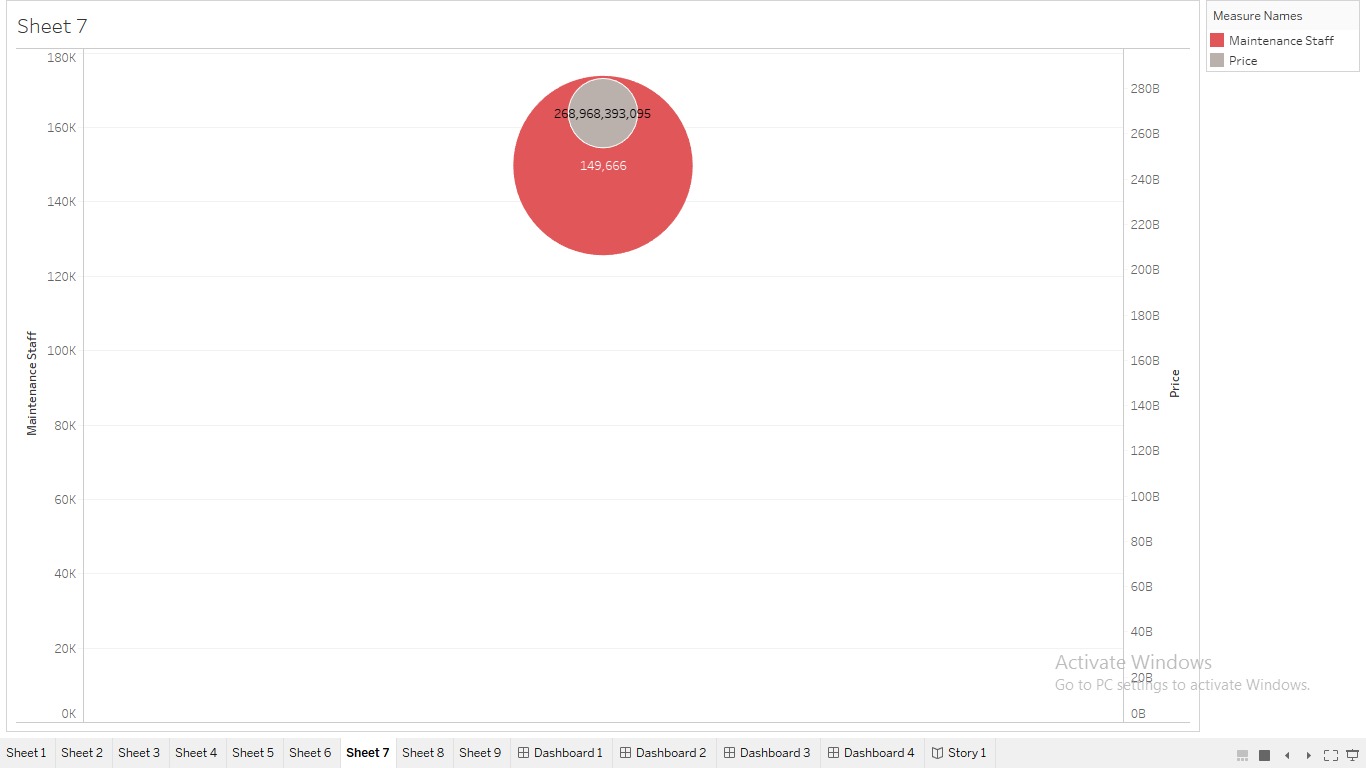 Sheet 7
Measure Names
Maintenance Staff
Price
180K
160K
140K
120K
100K
80K
60K
40K
20K
0K
Maintenance Staff
268,968,393,095
149,666
280B
260B
240B
220B
200B
180B
160B
140B
120B
100B
80B
60B
40B
20B
0B
Price
Activate Windows
Go to PC settings to activate Windows.
Sheet 1 Sheet 2 Sheet 3 Sheet 4 Sheet 5 Sheet 6 Sheet 7 Sheet 8 Sheet 9 Dashboard 1 Dashboard 2 Dashboard 3 Dashboard 4 Story 1